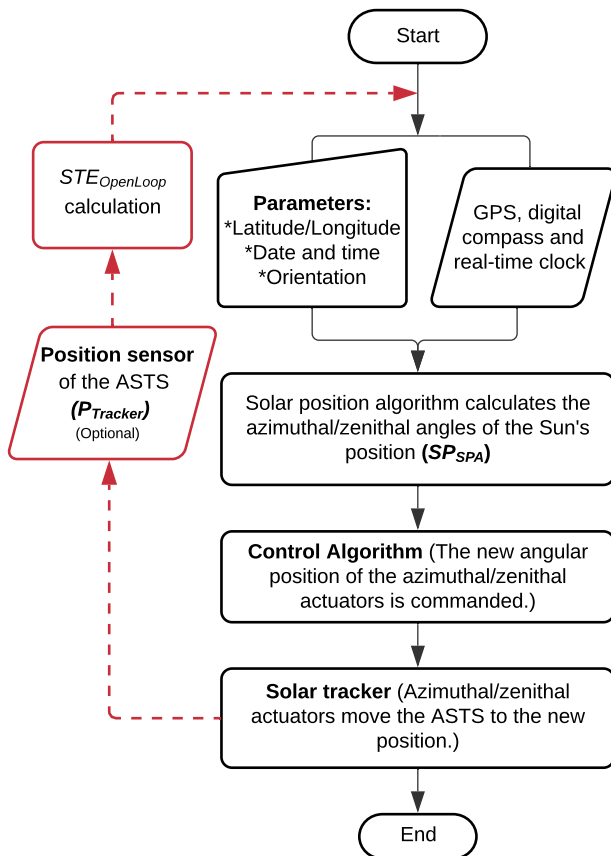 Start
STE_OpenLoop
calculation
Parameters:
*Latitude/Longitude
*Date and time
*Orientation
GPS, digital
compass and
real-time clock
Position sensor
of the ASTS
(P_Tracker)
(Optional)
Solar position algorithm calculates the
azimuthal/zenithal angles of the Sun's
position (SP_SPA)
Control Algorithm (The new angular
position of the azimuthal/zenithal
actuators is commanded.)
Solar tracker (Azimuthal/zenithal
actuators move the ASTS to the new
position.)
End